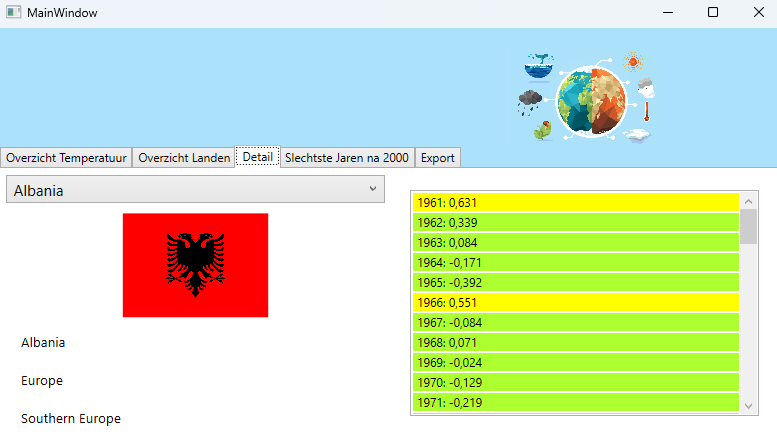 MainWindow
Overzicht Temperatuur
Overzicht Landen
Detail
Slechtste Jaren na 2000
Export
Albania
Albania
Europe
Southern Europe
1961: 0,631
1962: 0,339
1963: 0,084
1964: -0,171
1965: -0,392
1966: 0,551
1967: -0,084
1968: 0,071
1969: -0,024
1970: -0,129
1971: -0,219